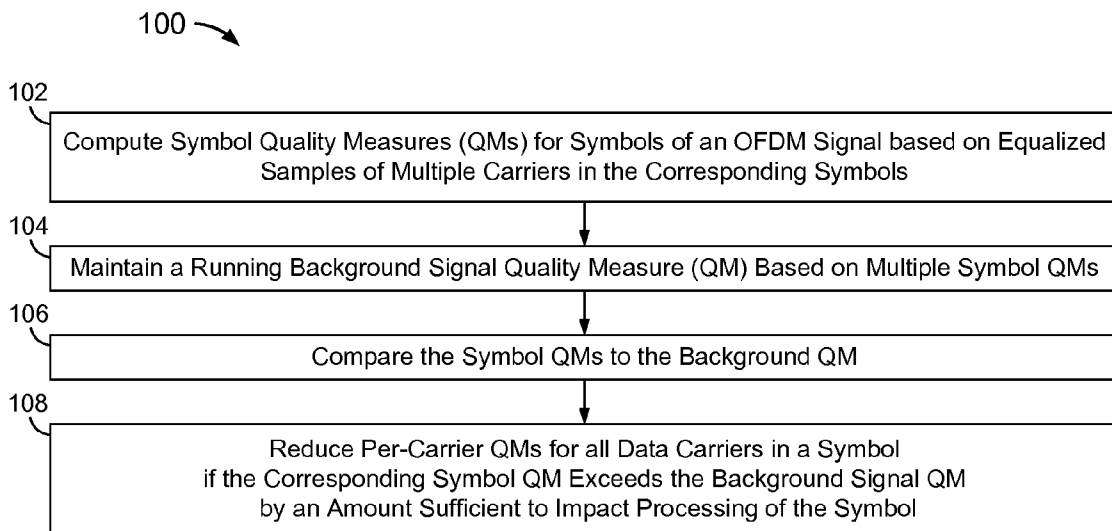 100
102
Compute Symbol Quality Measures (QMs) for Symbols of an OFDM Signal based on Equalized
Samples of Multiple Carriers in the Corresponding Symbols
104
Maintain a Running Background Signal Quality Measure (QM) Based on Multiple Symbol QMs
106
Compare the Symbol QMs to the Background QM
108
Reduce Per-Carrier QMs for all Data Carriers in a Symbol
if the Corresponding Symbol QM Exceeds the Background Signal QM
by an Amount Sufficient to Impact Processing of the Symbol